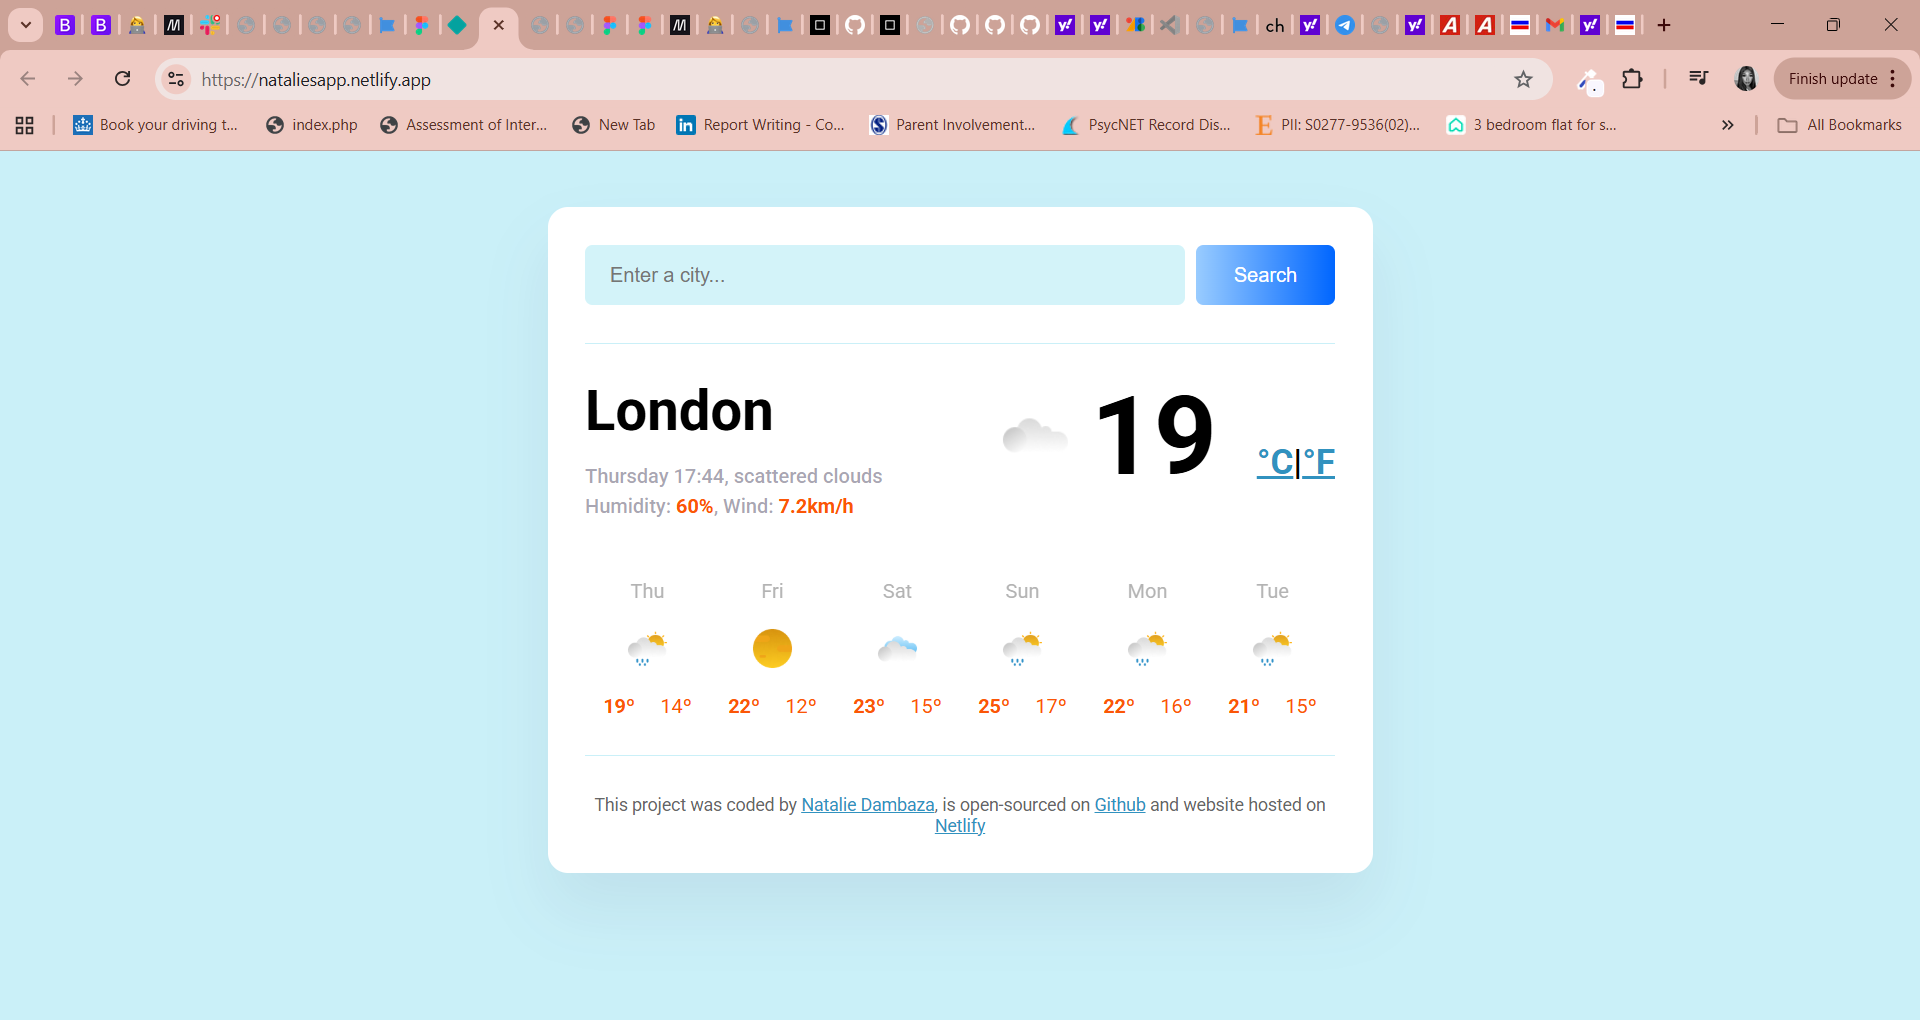 ch
https://nataliesapp.netlify.app
Finish update
Book your driving t...
index.php
Assessment of Inter...
New Tab
Report Writing - Co...
Parent Involvement...
PsycNET Record Dis...
PII: S0277-9536(02)...
3 bedroom flat for s...
All Bookmarks
Enter a city...
Search
London
19
°C|°F
Thursday 17:44, scattered clouds
Humidity: 60%, Wind: 7.2km/h
Thu Fri Sat Sun Mon Tue
19° 14° 22° 12° 23° 15° 25° 17° 22° 16° 21° 15°
This project was coded by Natalie Dambaza, is open-sourced on Github and website hosted on
Netlify